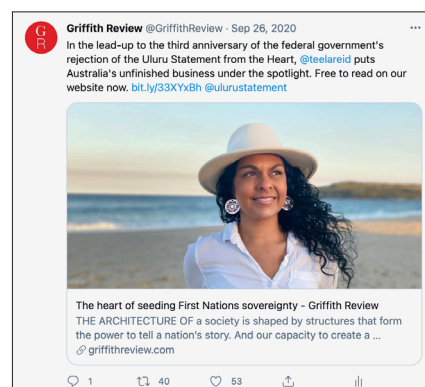 G
R
Griffith Review @GriffithReview · Sep 26, 2020
In the lead-up to the third anniversary of the federal government's
rejection of the Uluru Statement from the Heart, @teelareid puts
Australia's unfinished business under the spotlight. Free to read on our
website now. bit.ly/33XYxBh @ulurustatement
The heart of seeding First Nations sovereignty - Griffith Review
THE ARCHITECTURE OF a society is shaped by structures that form
the power to tell a nation's story. And our capacity to create a ...
griffithreview.com
1 40 53